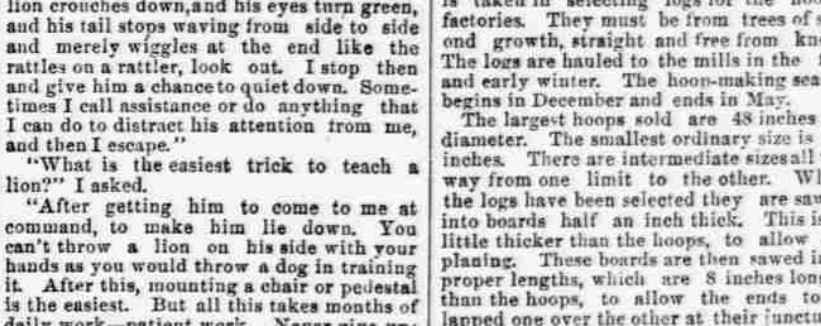 lion crouches down,and his eyes turn green,
and his tail stops waving from side to side
and merely wiggles at the end like the
rattles on a rattler, look out. I stop then
and give him a chance to quiet down. Some-
times I call assistance or do anything that
I can do to distract his attention from me,
and then I escape."
"What is the easiest trick to teach a
lion?" I asked.
"After getting him to come to me at
command, to make him lie down. You
can't throw a lion on his side with your
hands as you would throw a dog in training
it. After this, mounting a chair or pedestal
is the easiest. But all this takes months of
daily work—patient work. Never give up;
is taken in selecting logs for the
factories. They must be from trees of
ond growth, straight and free from
The logs are hauled to the mills in the
and early winter. The hoop-making
begins in December and ends in May.
The largest hoops sold are 48 inches
diameter. The smallest ordinary size is
inches. There are intermediate sizes all
way from one limit to the other.
the logs have been selected they are
into boards half an inch thick. This
little thicker than the hoops, to allow
planing. These boards are then sawed
proper lengths, which are 8 inches
than the hoops, to allow the ends to
lapped one over the other at their